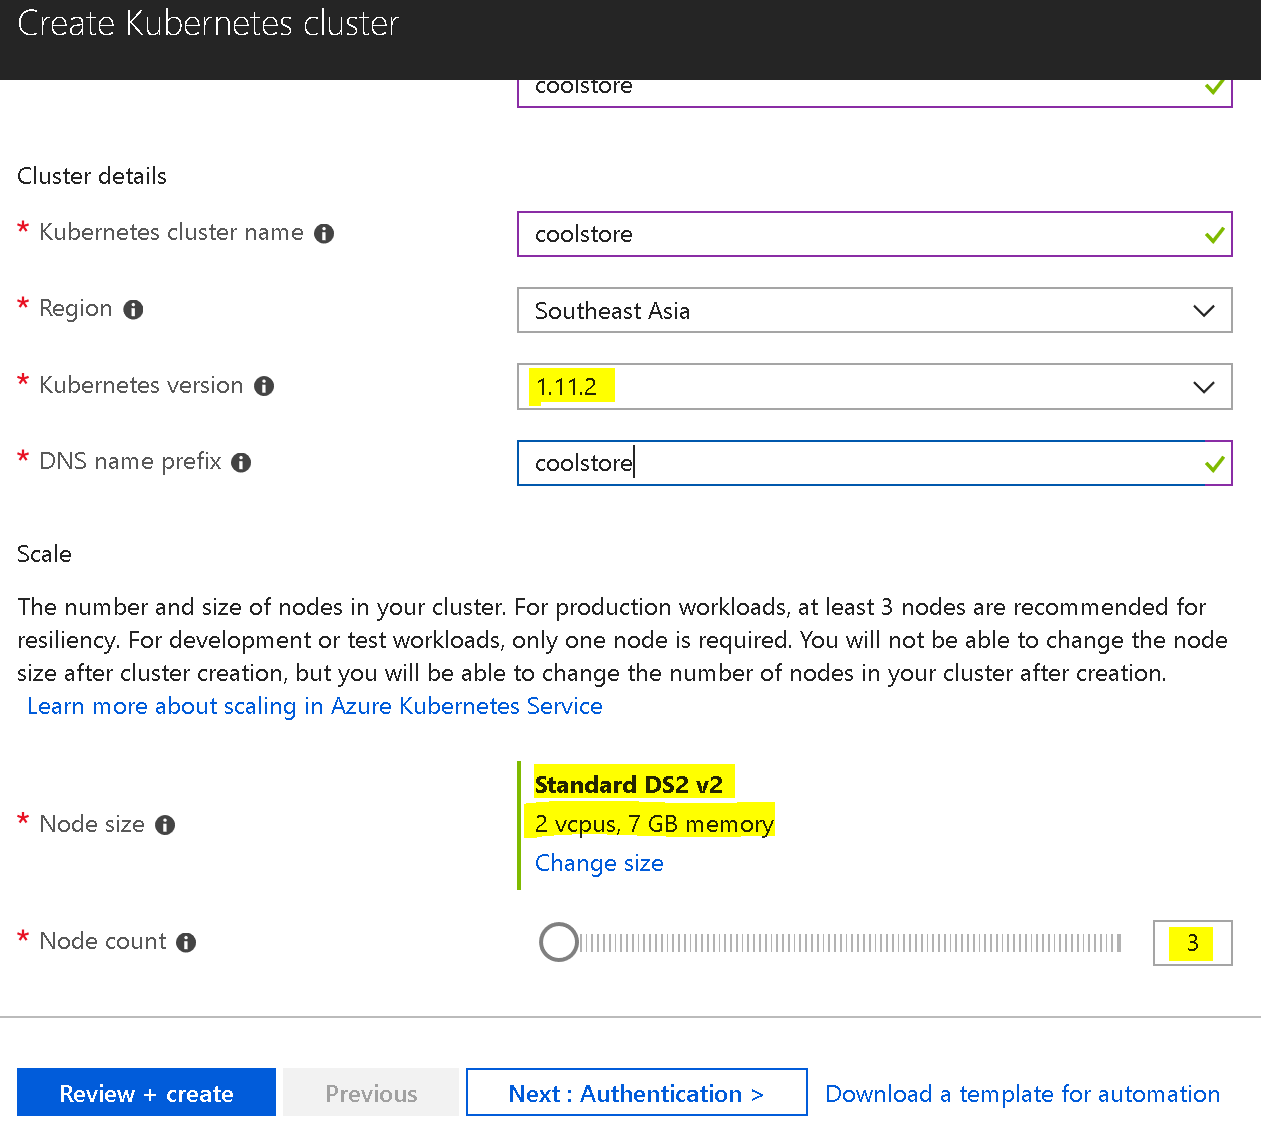 Create Kubernetes cluster
coolstore
Cluster details
* Kubernetes cluster name
coolstore
* Region
Southeast Asia
* Kubernetes version
1.11.2
* DNS name prefix
coolstore
Scale
The number and size of nodes in your cluster. For production workloads, at least 3 nodes are recommended for
resiliency. For development or test workloads, only one node is required. You will not be able to change the node
size after cluster creation, but you will be able to change the number of nodes in your cluster after creation.
Learn more about scaling in Azure Kubernetes Service
* Node size
Standard DS2 v2
2 vcpus, 7 GB memory
Change size
* Node count
3
Review + create
Previous
Next : Authentication >
Download a template for automation